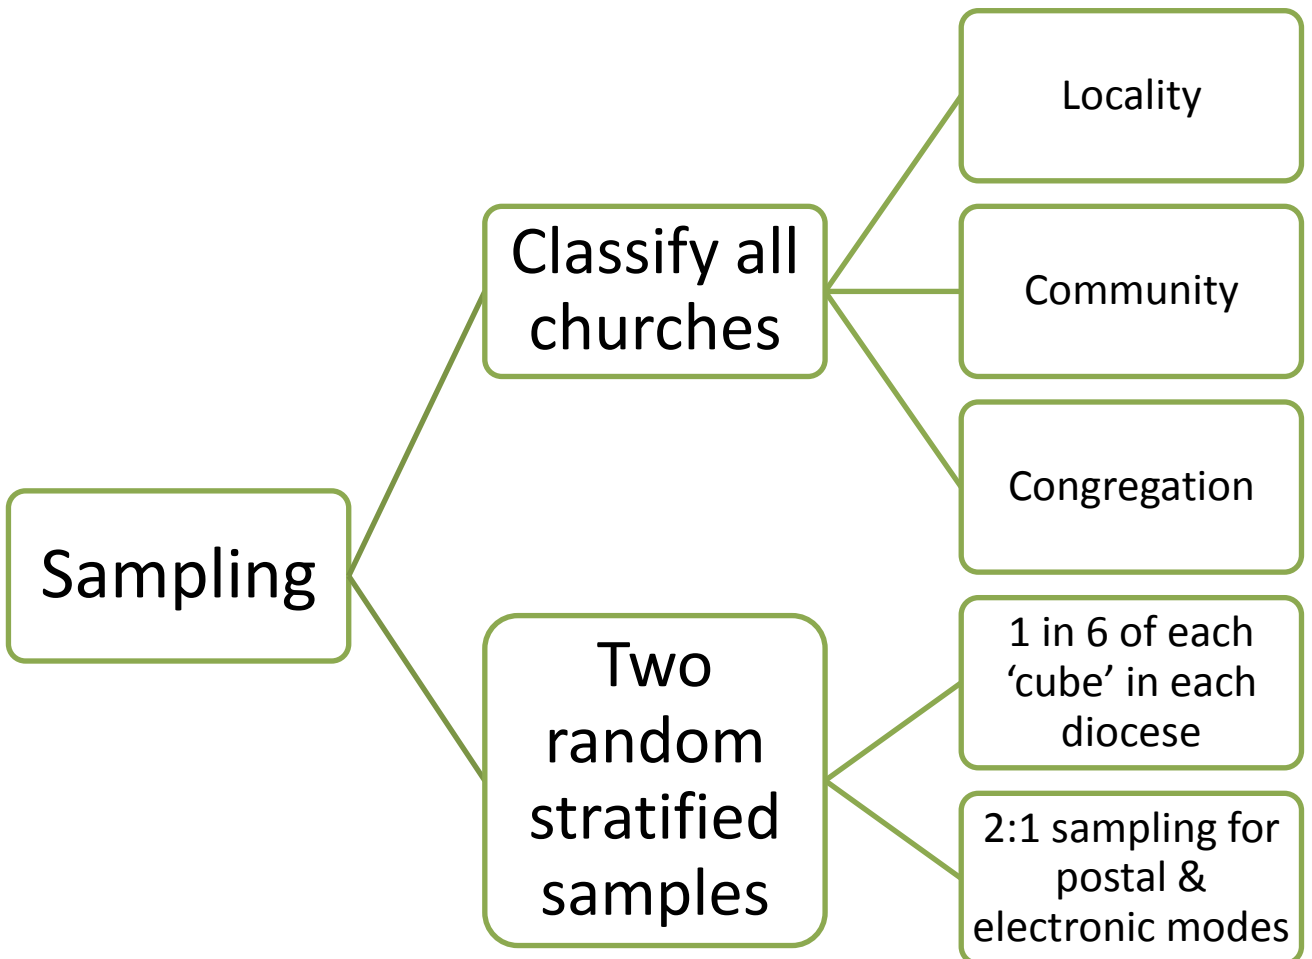 Sampling
Classify all
churches
Locality
Community
Congregation
Two
random
stratified
samples
1 in 6 of each
‘cube’ in each
diocese
2:1 sampling for
postal &
electronic modes